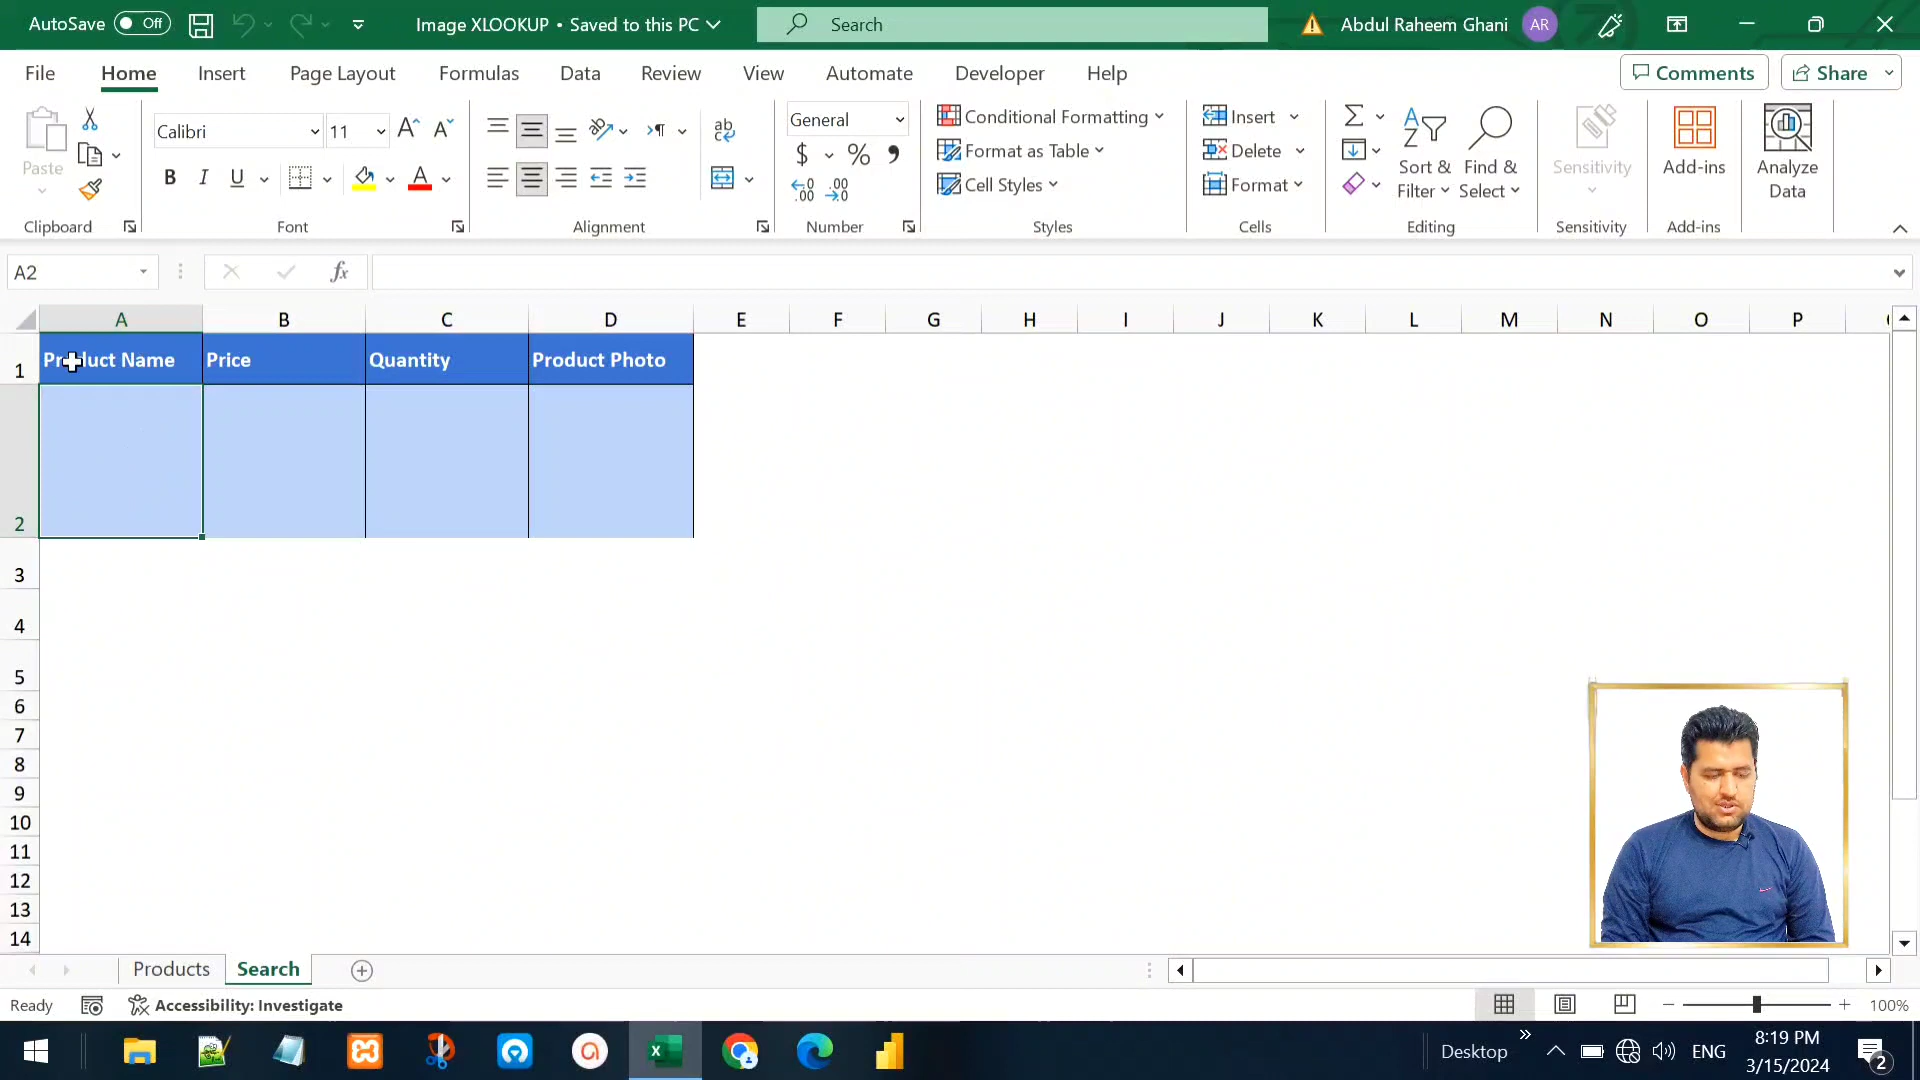 AutoSave Off Image XLOOKUP • Saved to this PC Search Abdul Raheem Ghani AR
File Home Insert Page Layout Formulas Data Review View Automate Developer Help Comments Share
Paste
Clipboard
Calibri 11
B I U
Font
Alignment
General
$ % 9
Number
Conditional Formatting
Format as Table
Cell Styles
Styles
Insert
Delete
Format
Cells
Sort & Filter
Find & Select
Editing
Sensitivity
Sensitivity
Add-ins
Add-ins
Analyze Data
A2 fx
A B C D E F G H I J K L M N O P
1 Product Name Price Quantity Product Photo
2
3
4
5
6
7
8
9
10
11
12
13
14
Products Search
Ready Accessibility: Investigate 100%
Desktop ENG 8:19 PM
3/15/2024 2